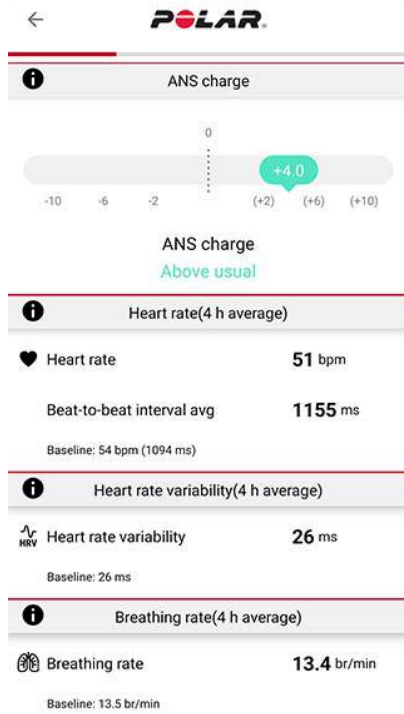 POLAR.
ANS charge
0
+4.0
-10 -6 -2 (+2) (+6) (+10)
ANS charge
Above usual
Heart rate(4 h average)
Heart rate 51 bpm
Beat-to-beat interval avg 1155 ms
Baseline: 54 bpm (1094 ms)
Heart rate variability(4 h average)
HRV Heart rate variability 26 ms
Baseline: 26 ms
Breathing rate(4 h average)
Breathing rate 13.4 br/min
Baseline: 13.5 br/min